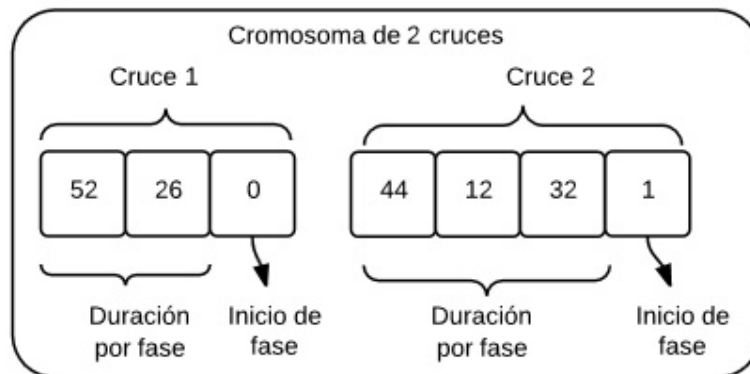 Cromosoma de 2 cruces
Cruce 1
Cruce 2
52 26 0
44 12 32 1
Duración
por fase
Inicio de
fase
Duración
por fase
Inicio de
fase